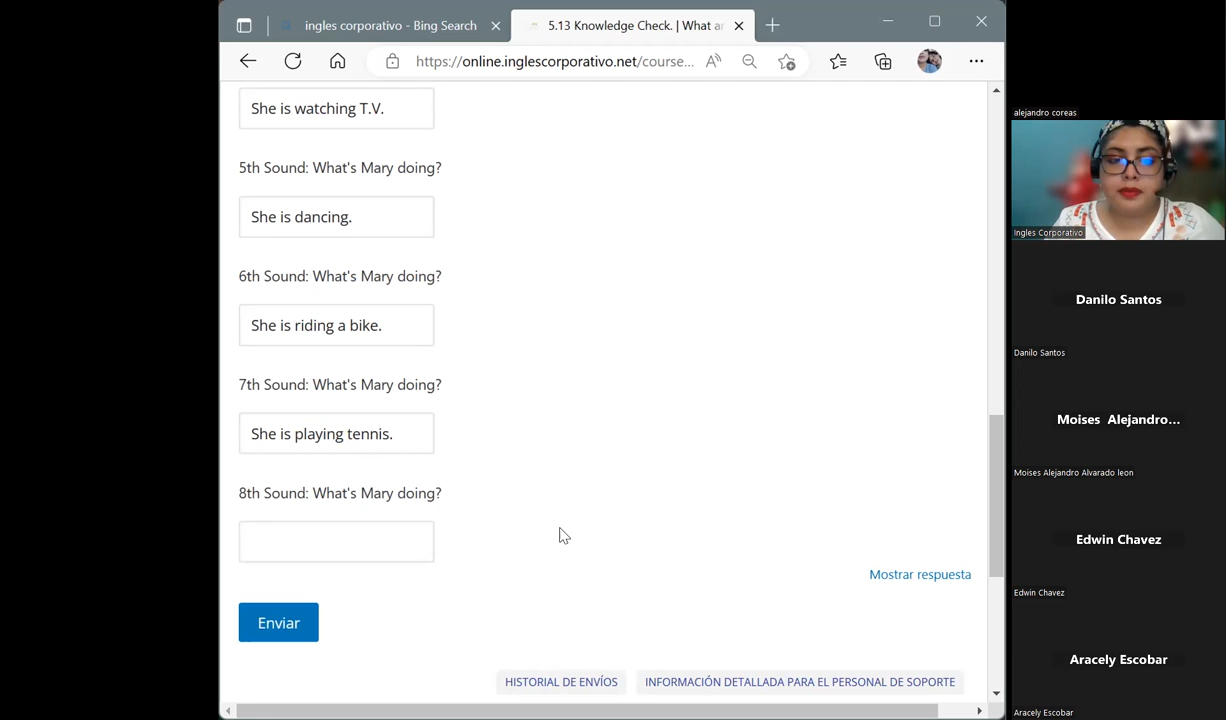 ingles corporativo - Bing Search
5.13 Knowledge Check. | What ar
https://online.inglescorporativo.net/course...
She is watching T.V.
5th Sound: What's Mary doing?
She is dancing.
6th Sound: What's Mary doing?
She is riding a bike.
7th Sound: What's Mary doing?
She is playing tennis.
8th Sound: What's Mary doing?
Mostrar respuesta
Enviar
HISTORIAL DE ENVÍOS
INFORMACIÓN DETALLADA PARA EL PERSONAL DE SOPORTE
alejandro coreas
Ingles Corporativo
Danilo Santos
Danilo Santos
Moises Alejandro...
Moises Alejandro Alvarado leon
Edwin Chavez
Edwin Chavez
Aracely Escobar
Aracely Escobar